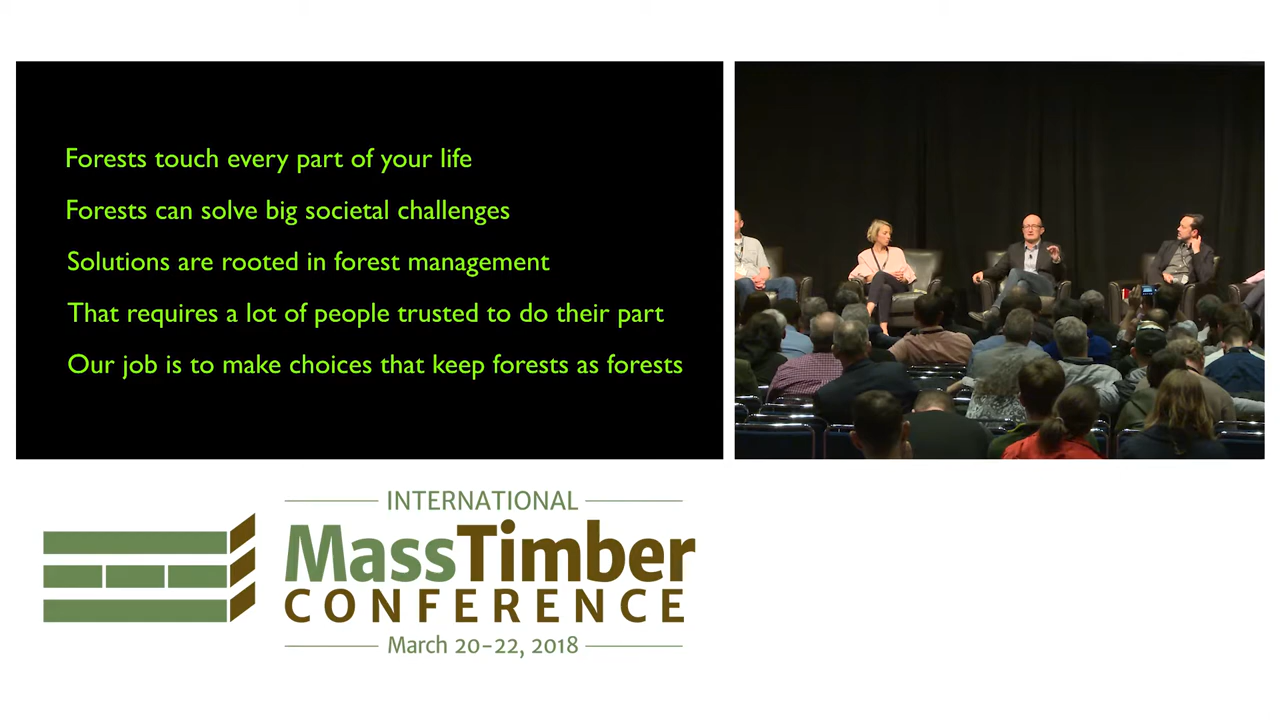 Forests touch every part of your life
Forests can solve big societal challenges
Solutions are rooted in forest management
That requires a lot of people trusted to do their part
Our job is to make choices that keep forests as forests
INTERNATIONAL
MassTimber
CONFERENCE
March 20-22, 2018